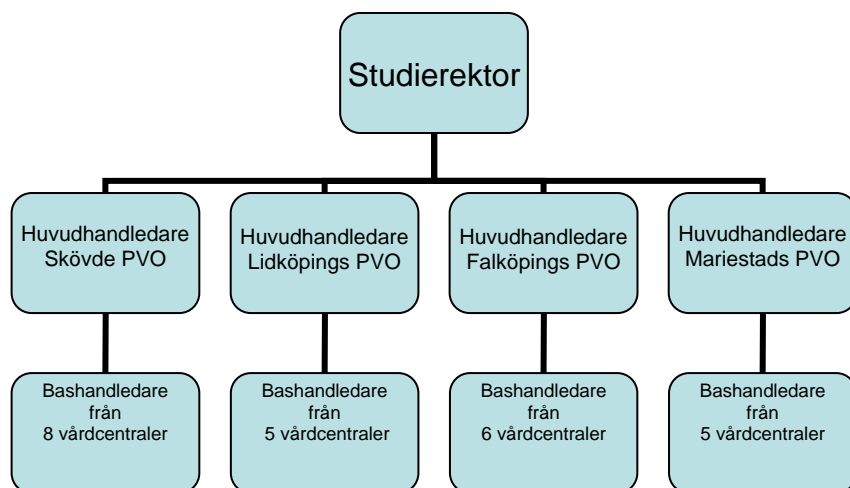 Studierektor
Huvudhandledare
Skövde PVO
Huvudhandledare
Lidköpings PVO
Huvudhandledare
Falköpings PVO
Huvudhandledare
Mariestads PVO
Bashandledare
från
8 vårdcentraler
Bashandledare
från
5 vårdcentraler
Bashandledare
från
6 vårdcentraler
Bashandledare
från
5 vårdcentraler